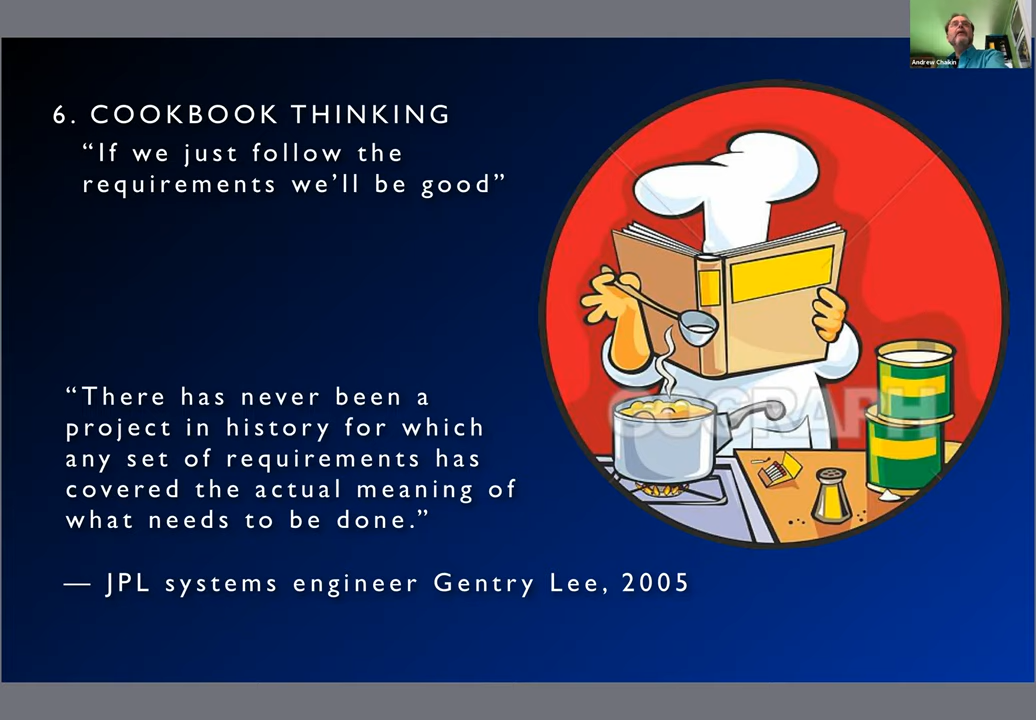 Andrew Chaikin
6. COOKBOOK THINKING
“If we just follow the
requirements we’ll be good”
“There has never been a
project in history for which
any set of requirements has
covered the actual meaning of
what needs to be done.”
— JPL systems engineer Gentry Lee, 2005